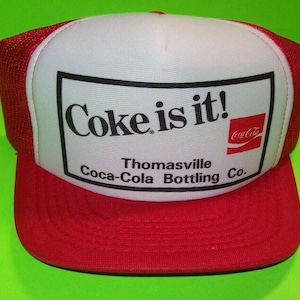 Coke is it!
Coca-Cola
Thomasville
Coca-Cola Bottling Co.